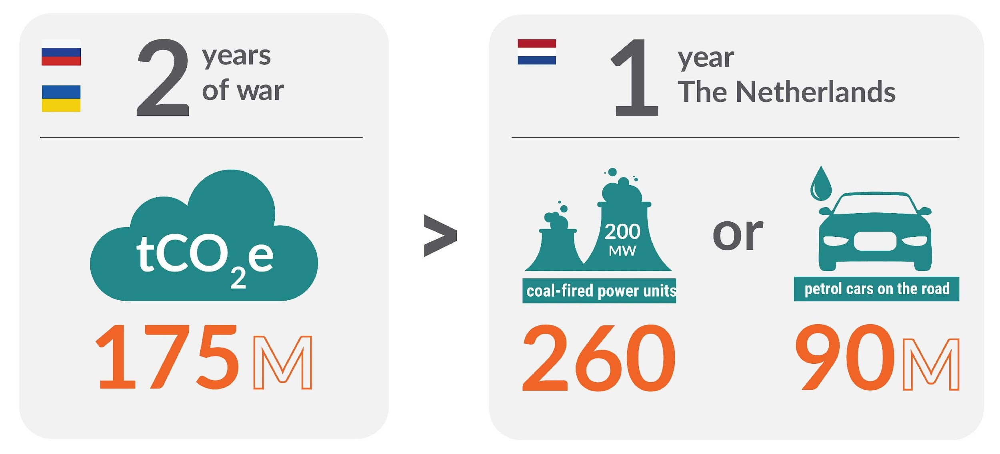 2
years
of war
tCO₂e
175M
>
1
year
The Netherlands
200
MW
coal-fired power units
260
or
petrol cars on the road
90M